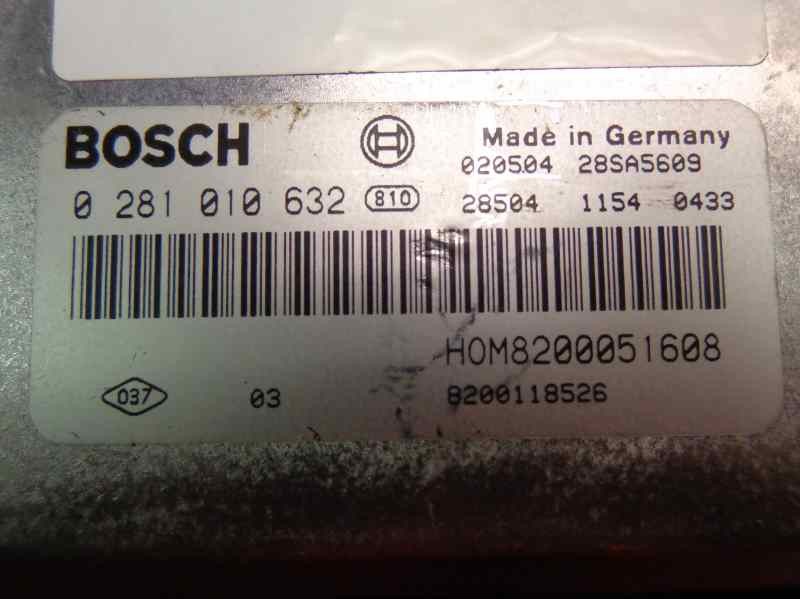 BOSCH Made in Germany
020504 28SA5609
0 281 010 632 810 28504 1154 0433
HOM8200051608
037 03 8200118526